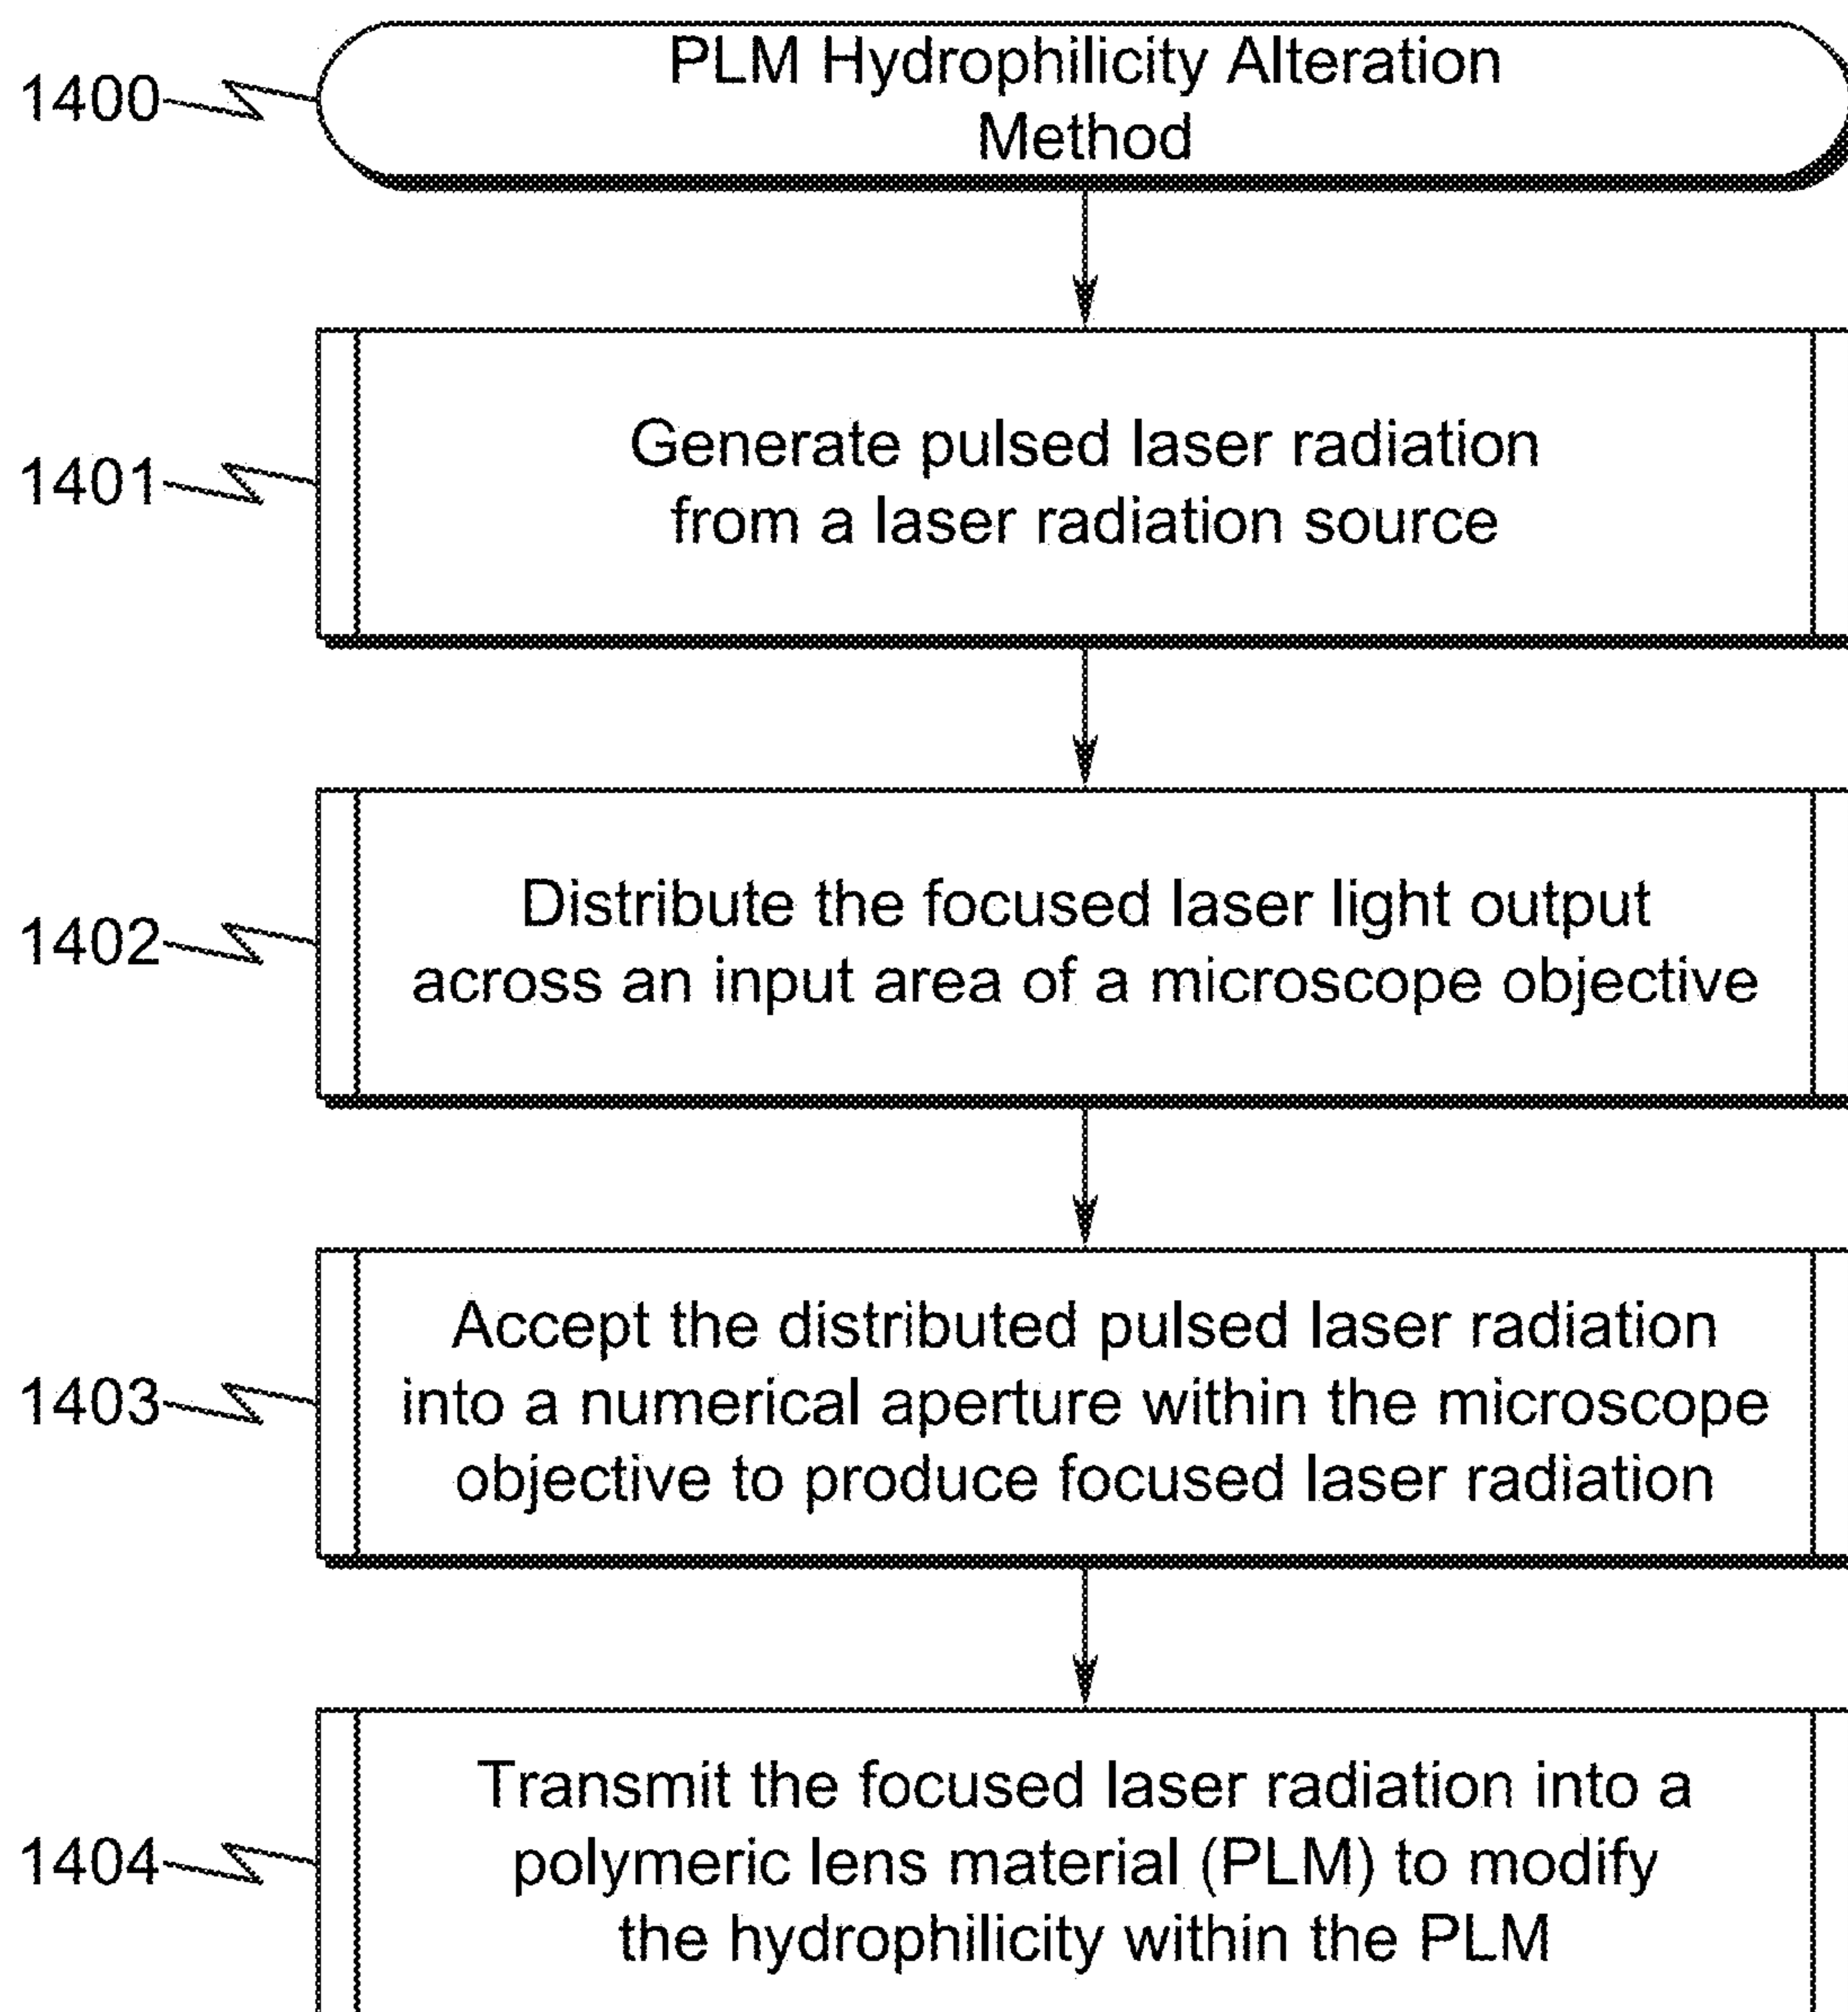 1400
PLM Hydrophilicity Alteration
Method
1401
Generate pulsed laser radiation
from a laser radiation source
1402
Distribute the focused laser light output
across an input area of a microscope objective
1403
Accept the distributed pulsed laser radiation
into a numerical aperture within the microscope
objective to produce focused laser radiation
1404
Transmit the focused laser radiation into a
polymeric lens material (PLM) to modify
the hydrophilicity within the PLM